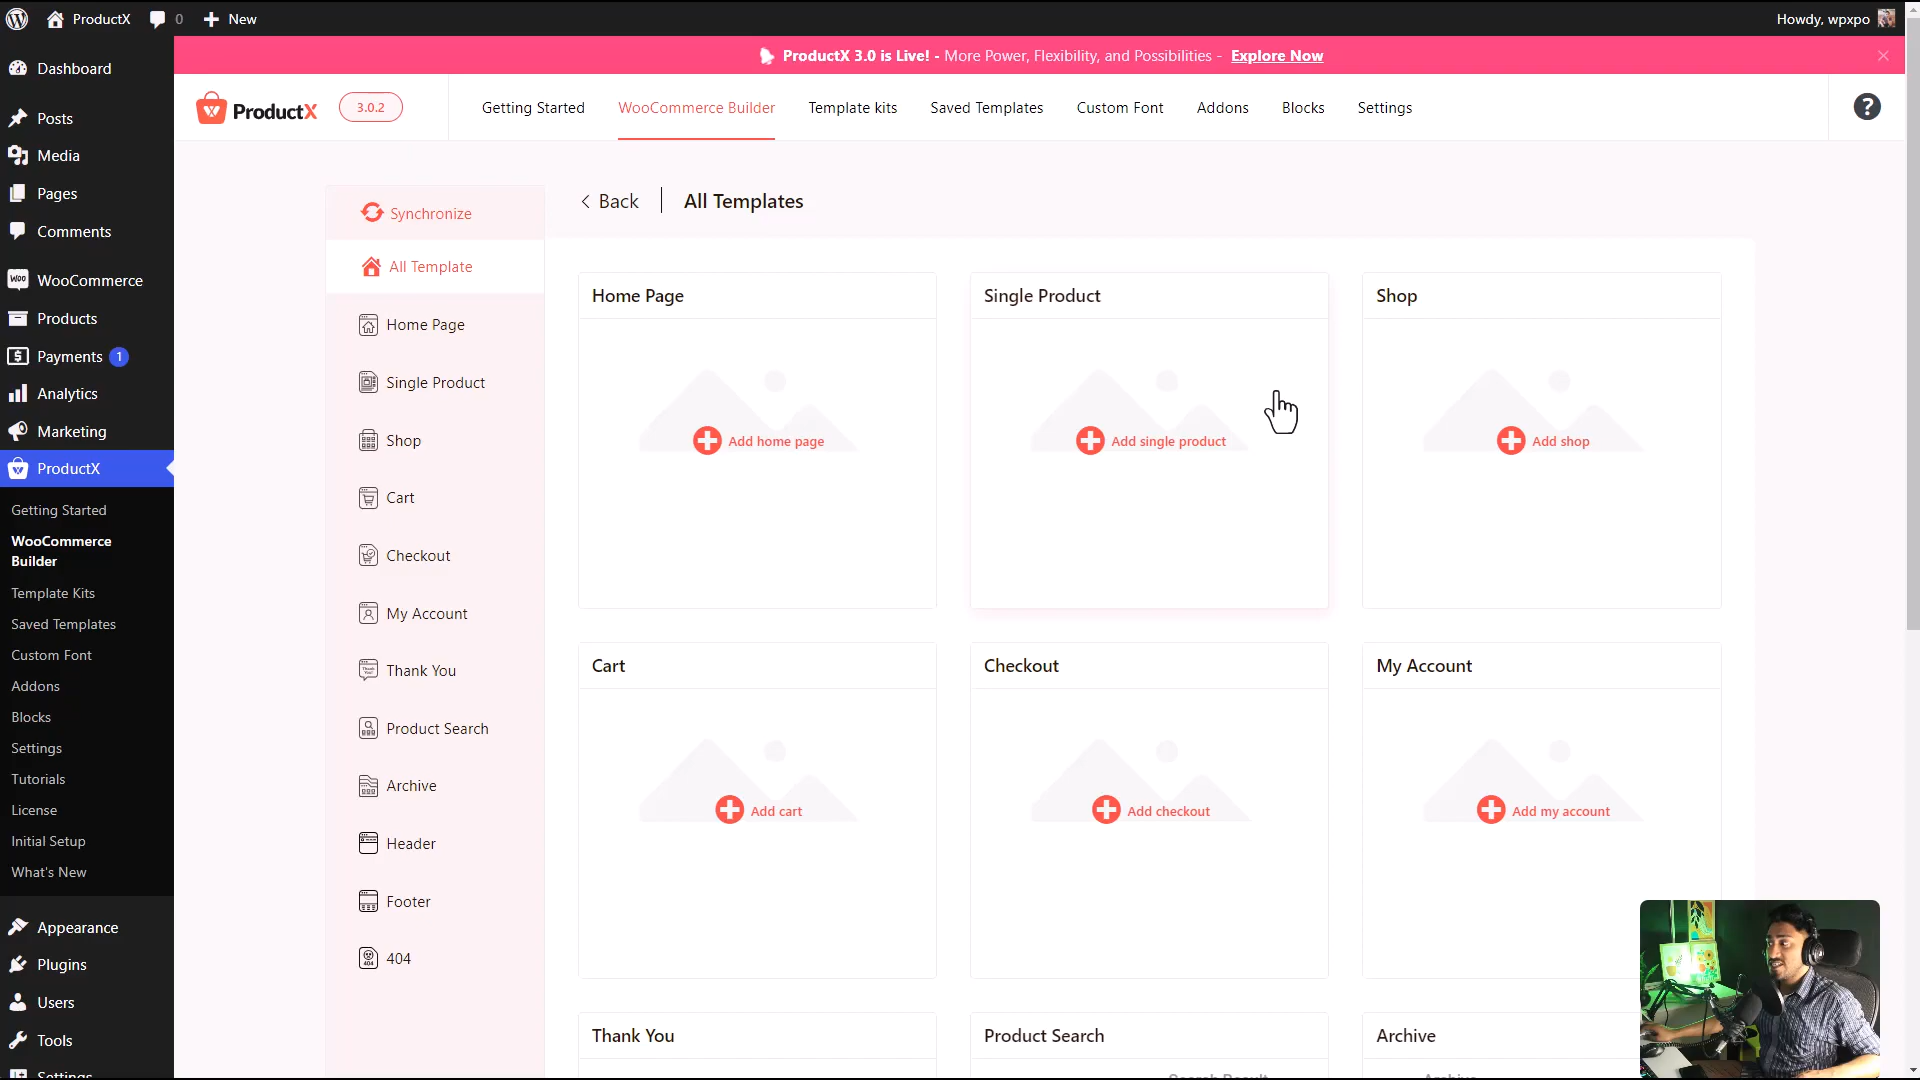 ProductX
0
New
Howdy, wpxpo
ProductX 3.0 is Live! - More Power, Flexibility, and Possibilities - Explore Now
Dashboard
Posts
Media
Pages
Comments
WooCommerce
Products
Payments 1
Analytics
Marketing
ProductX
Getting Started
WooCommerce
Builder
Template Kits
Saved Templates
Custom Font
Addons
Blocks
Settings
Tutorials
License
Initial Setup
What's New
Appearance
Plugins
Users
Tools
Settings
ProductX 3.0.2
Getting Started
WooCommerce Builder
Template kits
Saved Templates
Custom Font
Addons
Blocks
Settings
?
Synchronize
All Template
Home Page
Single Product
Shop
Cart
Checkout
My Account
Thank You
Product Search
Archive
Header
Footer
404
Back
All Templates
Home Page
Add home page
Single Product
Add single product
Shop
Add shop
Cart
Add cart
Checkout
Add checkout
My Account
Add my account
Thank You
Product Search
Search Result
Archive
Archive